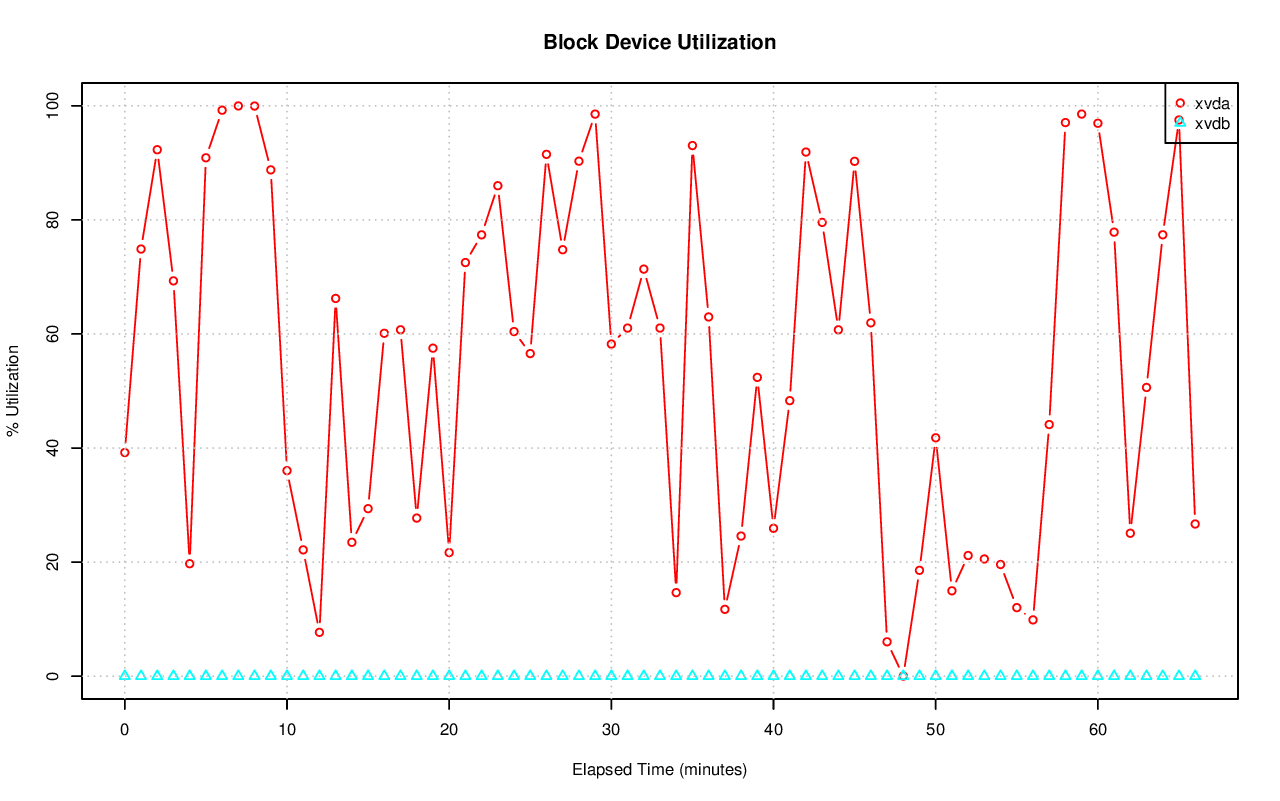 Block Device Utilization
xvda
xvdb
100
80
60
40
20
0
% Utilization
0 10 20 30 40 50 60
Elapsed Time (minutes)